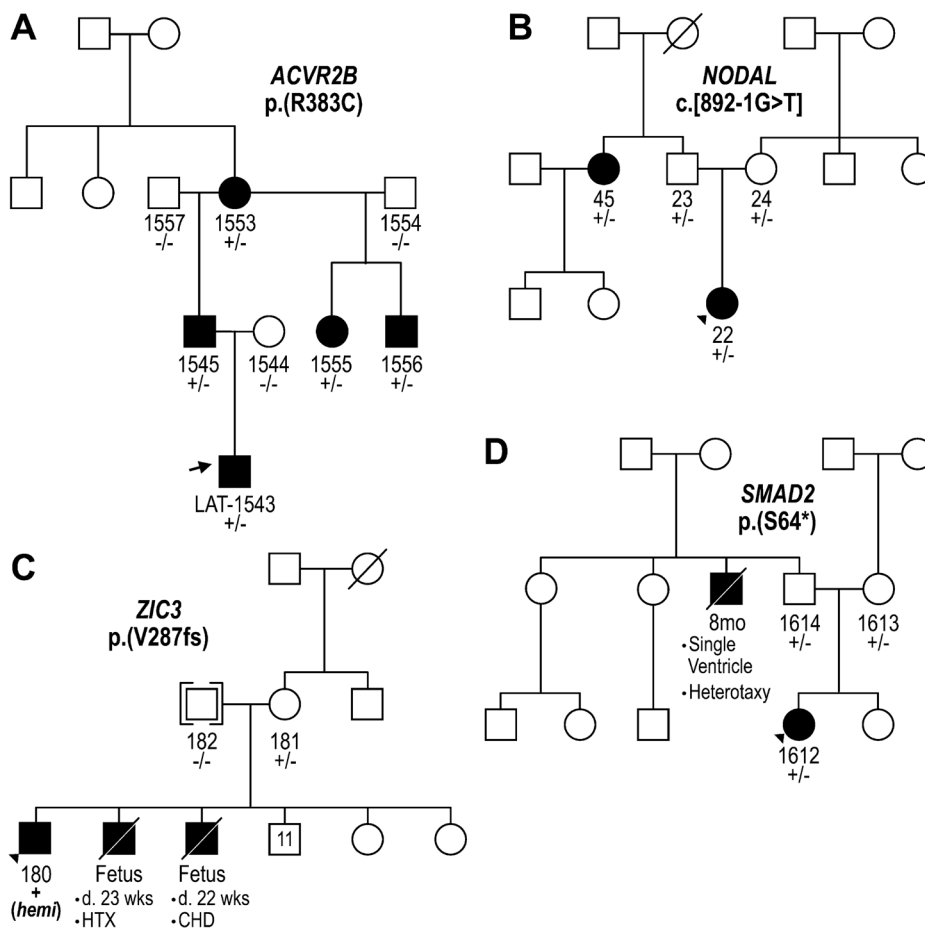 A
ACVR2B
p.(R383C)
1557
-/-
1553
+/-
1554
-/-
1545
+/-
1544
-/-
1555
+/-
1556
+/-
LAT-1543
+/-
B
NODAL
c.[892-1G>T]
45
+/-
23
+/-
24
+/-
22
+/-
C
ZIC3
p.(V287fs)
182
-/-
181
+/-
11
180
+
(hemi)
Fetus
• d. 23 wks
• HTX
Fetus
• d. 22 wks
• CHD
D
SMAD2
p.(S64*)
8mo
• Single
Ventricle
• Heterotaxy
1614
+/-
1613
+/-
1612
+/-